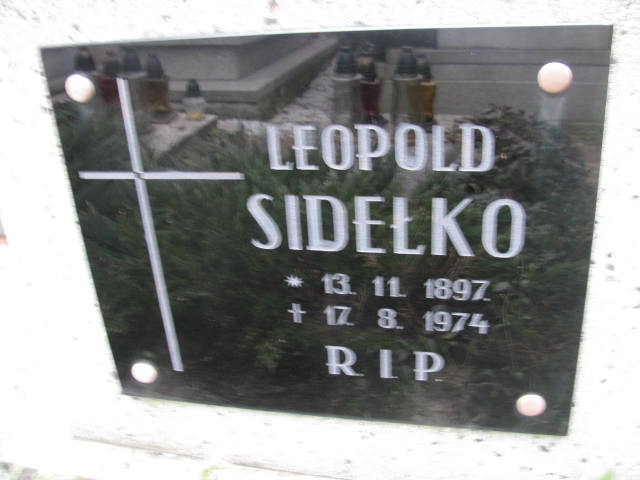 LEOPOLD
SIDEŁKO
* 13. 11. 1897.
† 17. 8. 1974
R. I P.